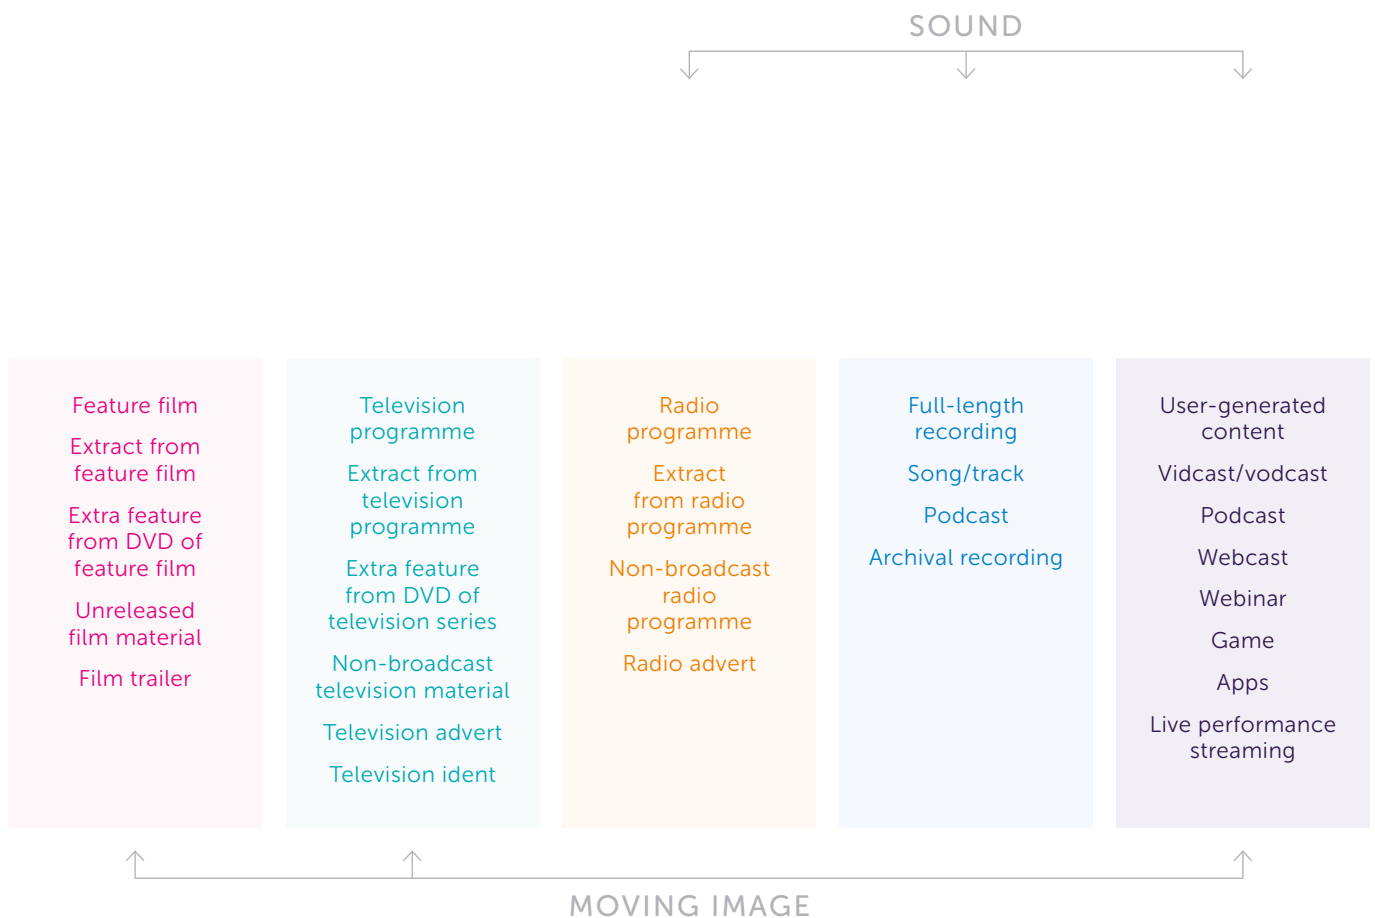 SOUND
Feature film
Extract from
feature film
Extra feature
from DVD of
feature film
Unreleased
film material
Film trailer
Television
programme
Extract from
television
programme
Extra feature
from DVD of
television series
Non-broadcast
television material
Television advert
Television ident
Radio
programme
Extract
from radio
programme
Non-broadcast
radio
programme
Radio advert
Full-length
recording
Song/track
Podcast
Archival recording
User-generated
content
Vidcast/vodcast
Podcast
Webcast
Webinar
Game
Apps
Live performance
streaming
MOVING IMAGE